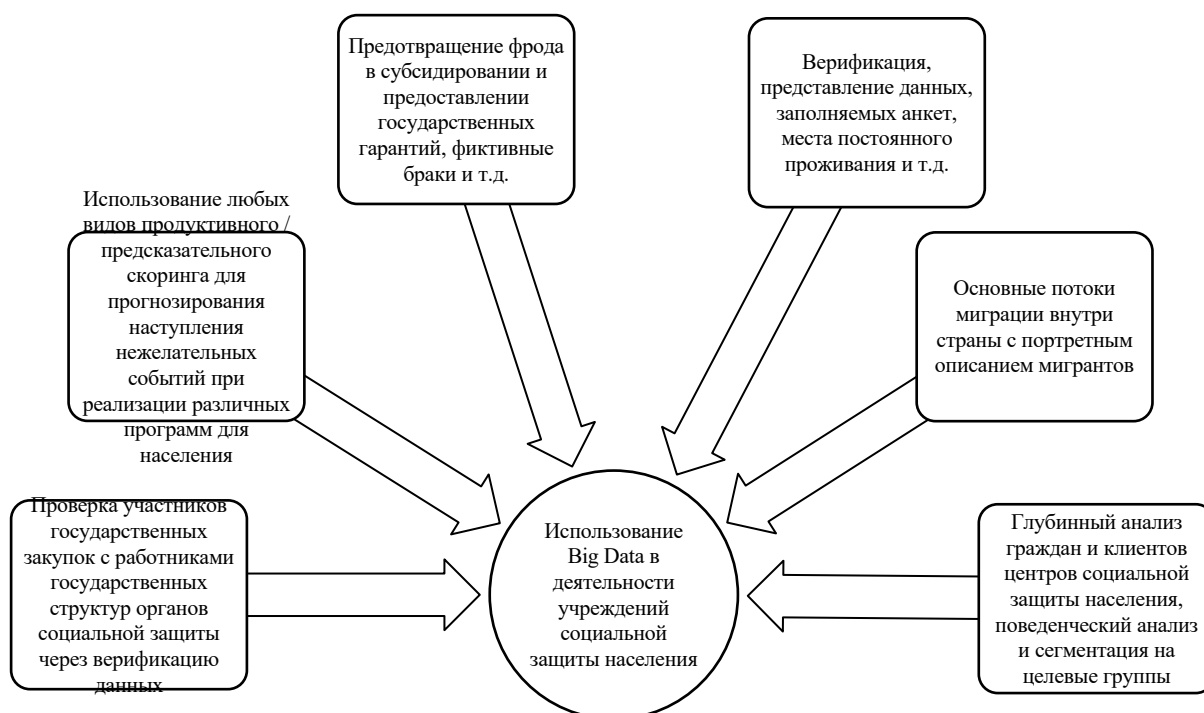 Предотвращение фрода
в субсидировании и
предоставлении
государственных
гарантий, фиктивные
браки и т.д.
Верификация,
представление данных,
заполняемых анкет,
места постоянного
проживания и т.д.
Использование любых
видов продуктивного /
предсказательного
скоринга для
прогнозирования
наступления
нежелательных
событий при
реализации различных
программ для
населения
Основные потоки
миграции внутри
страны с портретным
описанием мигрантов
Проверка участников
государственных
закупок с работниками
государственных
структур органов
социальной защиты
через верификацию
данных
Использование
Big Data в
деятельности
учреждений
социальной
защиты населения
Глубинный анализ
граждан и клиентов
центров социальной
защиты населения,
поведенческий анализ
и сегментация на
целевые группы